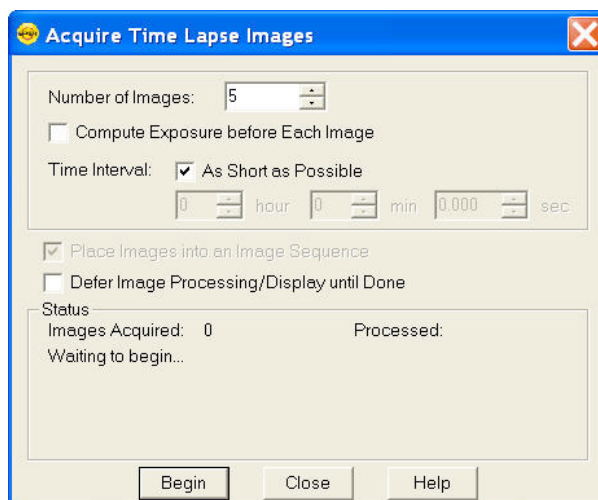 Acquire Time Lapse Images
Number of Images: 5
Compute Exposure before Each Image
Time Interval: As Short as Possible
0 hour 0 min 0.000 sec
Place Images into an Image Sequence
Defer Image Processing/Display until Done
Status
Images Acquired: 0 Processed:
Waiting to begin...
Begin Close Help